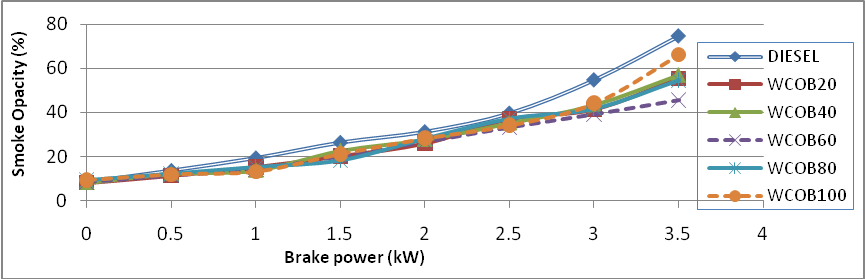 Smoke Opacity (%)
80
60
40
20
0
0 0.5 1 1.5 2 2.5 3 3.5 4
Brake power (kW)
DIESEL
WCOB20
WCOB40
WCOB60
WCOB80
WCOB100